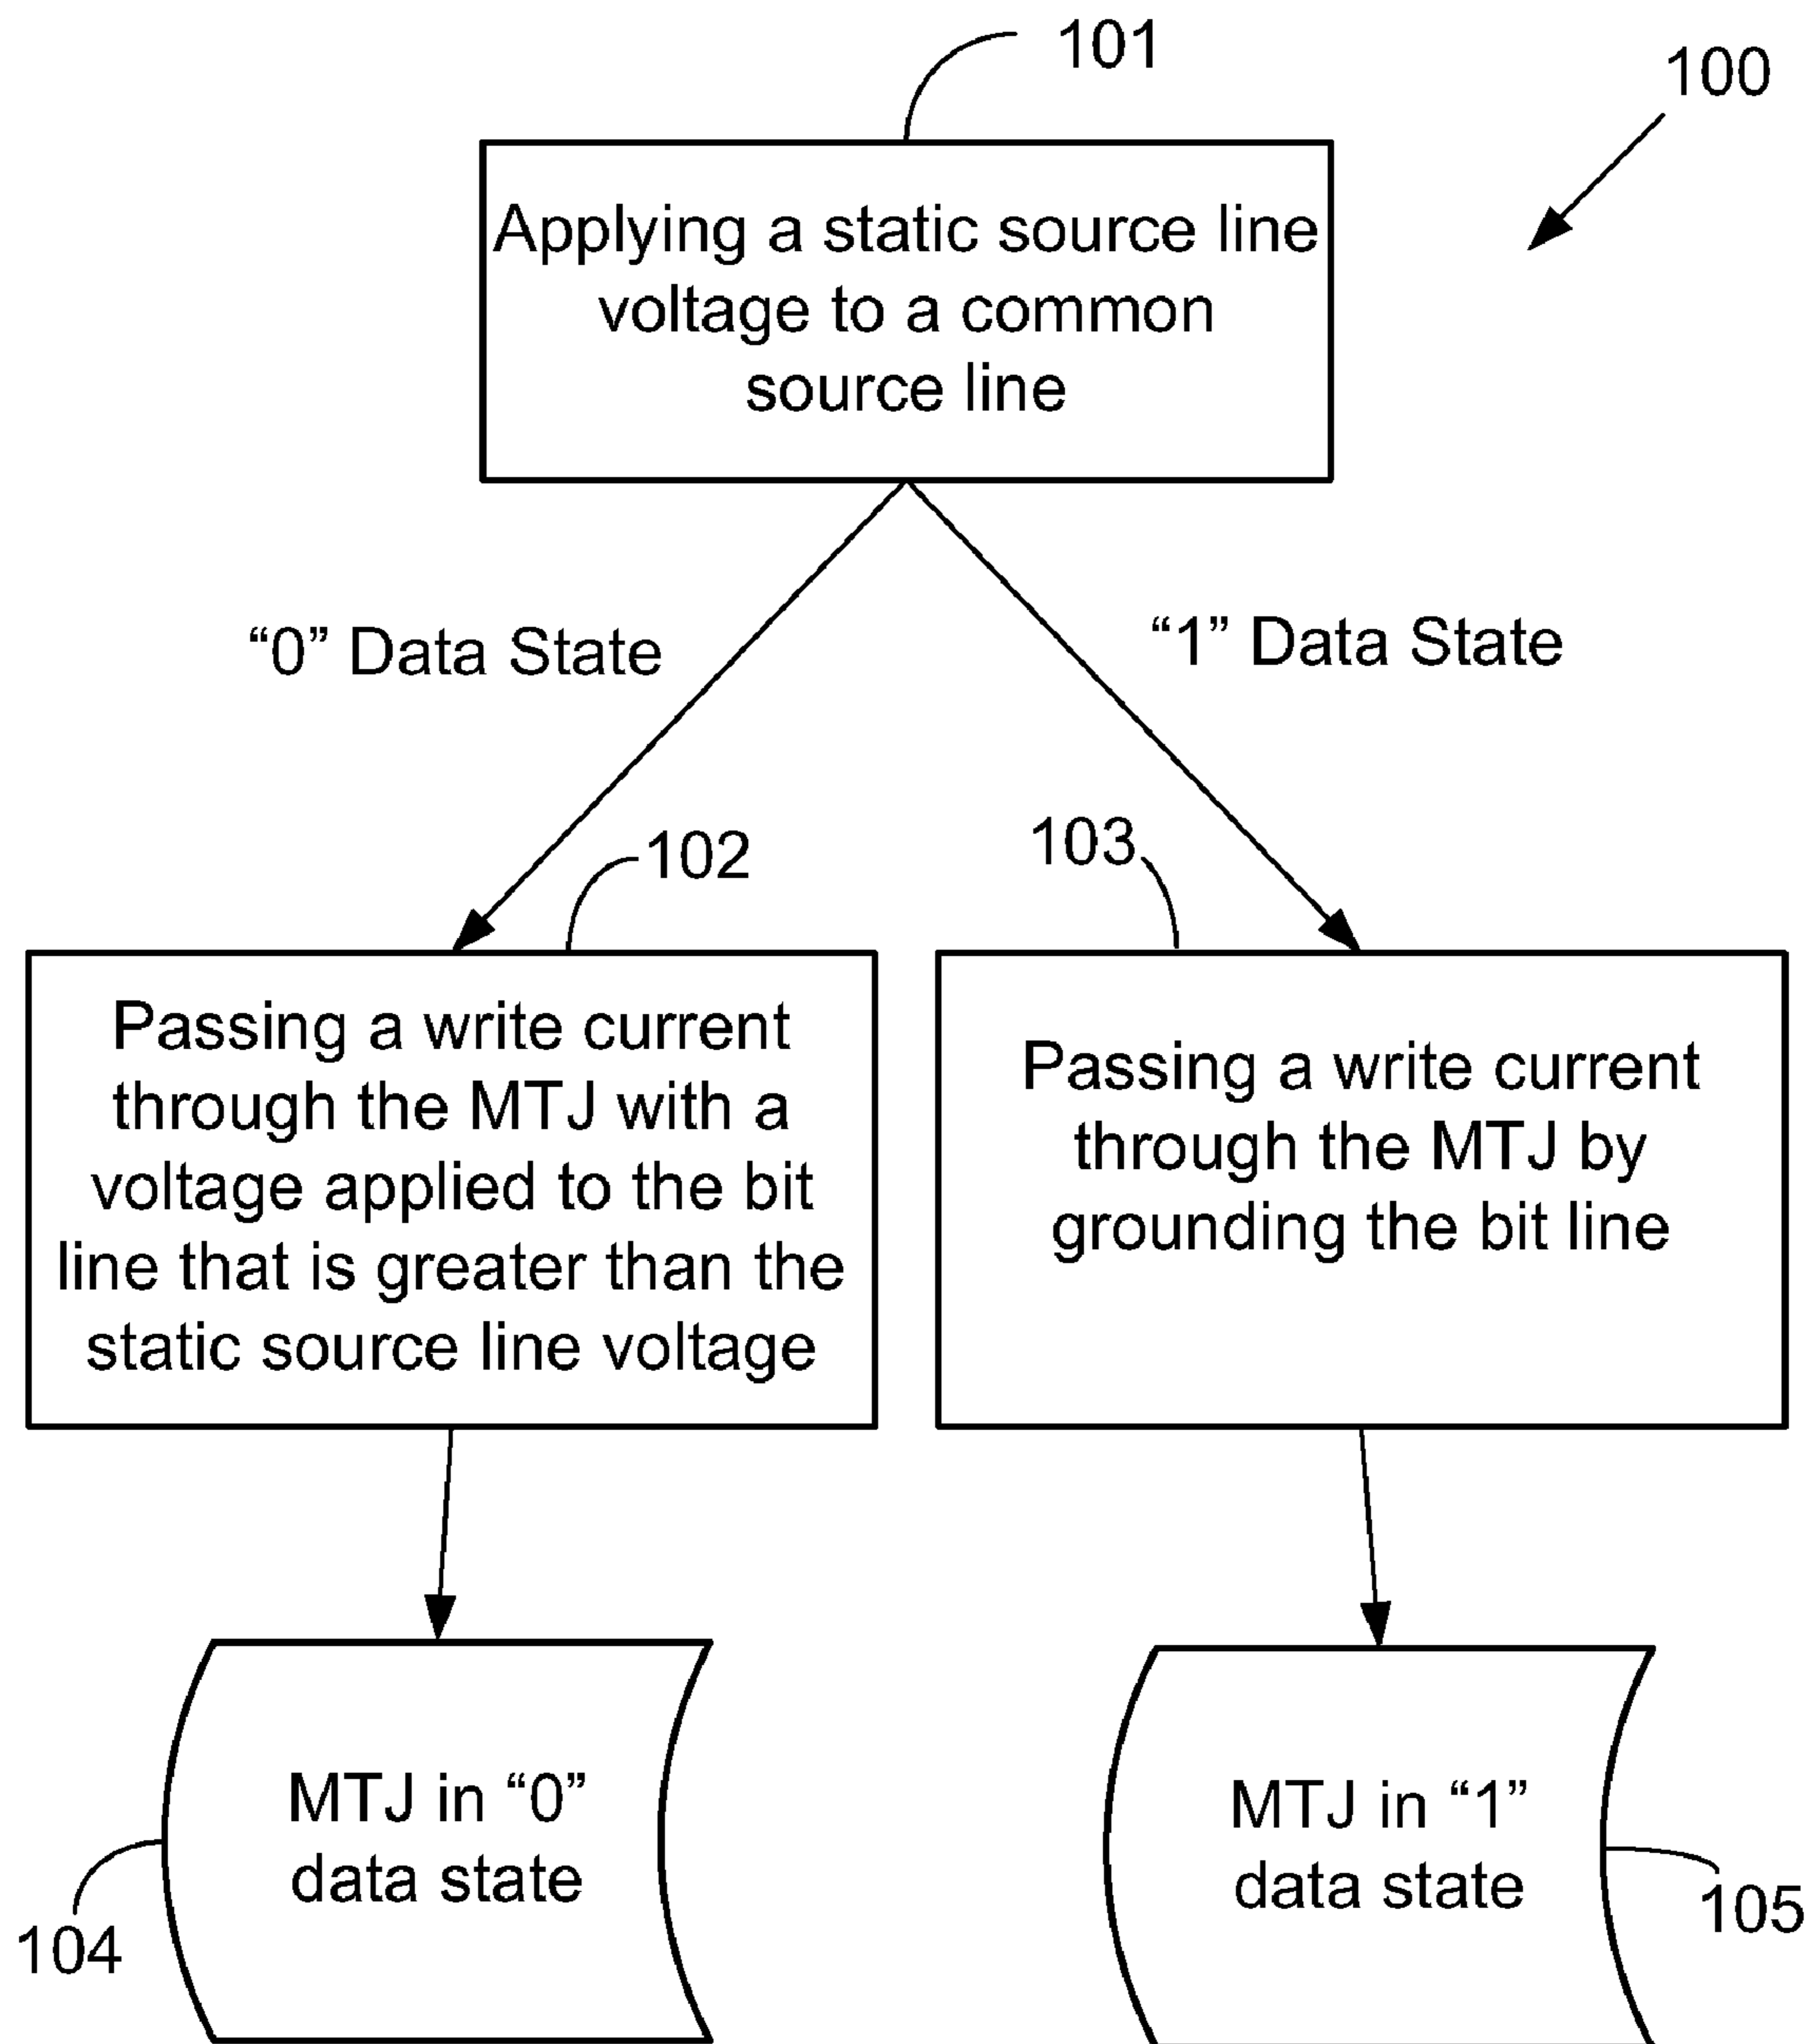 101
100
Applying a static source line
voltage to a common
source line
“0” Data State
“1” Data State
102
103
Passing a write current
through the MTJ with a
voltage applied to the bit
line that is greater than the
static source line voltage
Passing a write current
through the MTJ by
grounding the bit line
MTJ in “0”
data state
MTJ in “1”
data state
104
105